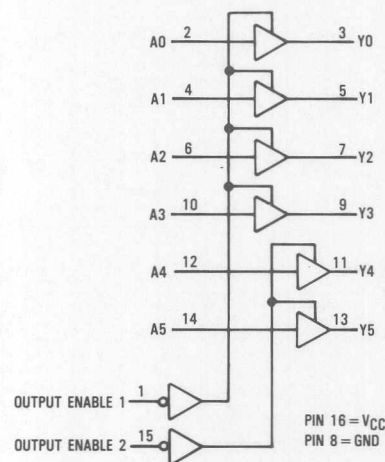 A0 2 3 Y0
A1 4 5 Y1
A2 6 7 Y2
A3 10 9 Y3
A4 12 11 Y4
A5 14 13 Y5
OUTPUT ENABLE 1 1
OUTPUT ENABLE 2 15
PIN 16 = VCC
PIN 8 = GND